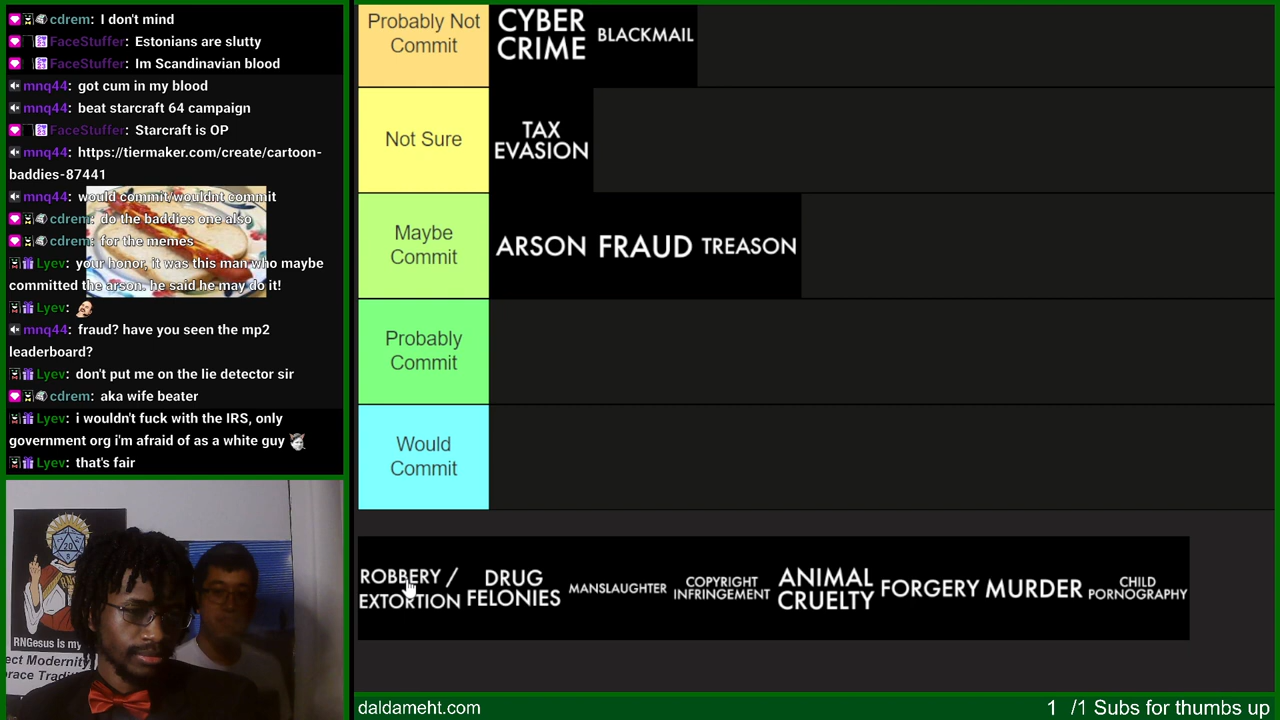 cdrem: I don't mind
FaceStuffer: Estonians are slutty
FaceStuffer: Im Scandinavian blood
mnq44: got cum in my blood
mnq44: beat starcraft 64 campaign
FaceStuffer: Starcraft is OP
mnq44: https://tiermaker.com/create/cartoon-
baddies-87441
mnq44: would commit/wouldnt commit
cdrem: do the baddies one also
cdrem: for the memes
Lyev: your honor, it was this man who maybe
committed the arson. he said he may do it!
Lyev:
mnq44: fraud? have you seen the mp2
leaderboard?
Lyev: don't put me on the lie detector sir
cdrem: aka wife beater
Lyev: i wouldn't fuck with the IRS, only
government org i'm afraid of as a white guy
Lyev: that's fair
Probably Not
Commit
CYBER
CRIME
BLACKMAIL
Not Sure
TAX
EVASION
Maybe
Commit
ARSON
FRAUD
TREASON
Probably
Commit
Would
Commit
ROBBERY /
EXTORTION
DRUG
FELONIES
MANSLAUGHTER
COPYRIGHT
INFRINGEMENT
ANIMAL
CRUELTY
FORGERY
MURDER
CHILD
PORNOGRAPHY
20
RNGesus is my
ect Modernity
brace Traditi
daldameht.com
1 /1 Subs for thumbs up